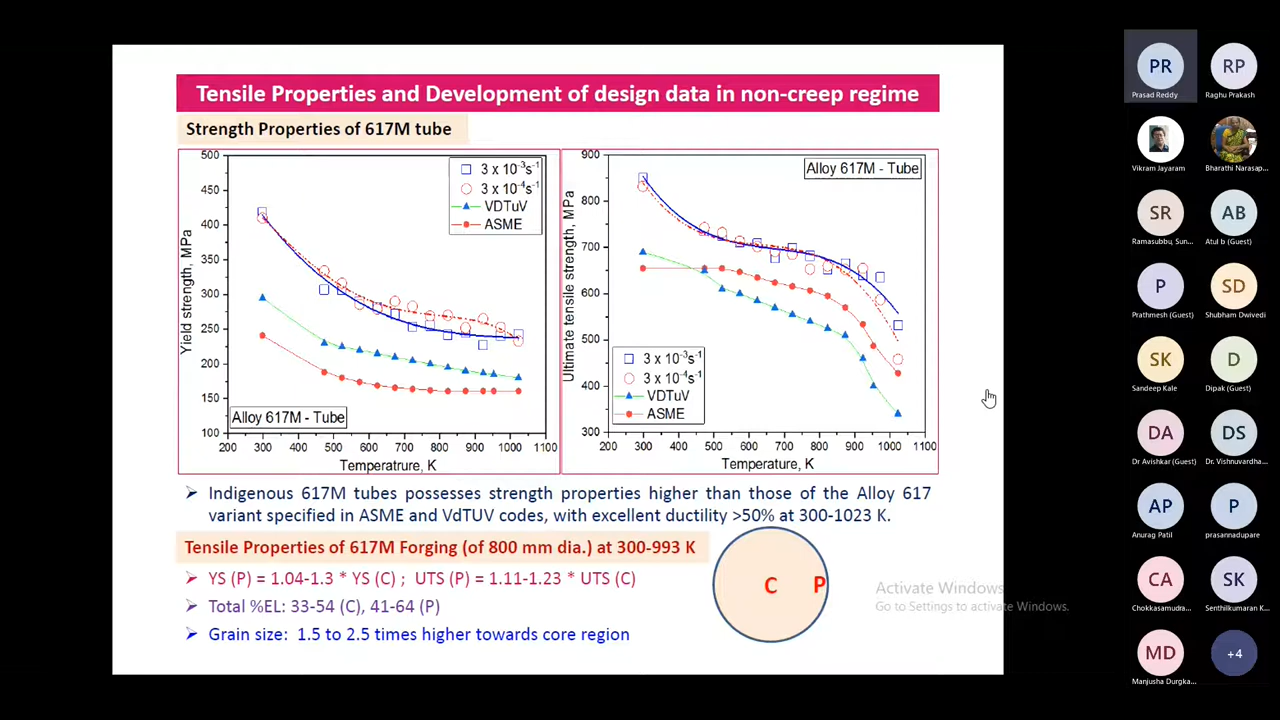 Tensile Properties and Development of design data in non-creep regime
Strength Properties of 617M tube
500
450
400
350
300
250
200
150
100
Yield strength, MPa
3 x 10⁻³s⁻¹
3 x 10⁻⁴s⁻¹
VDTuV
ASME
Alloy 617M - Tube
200 300 400 500 600 700 800 900 1000 1100
Temperature, K
900
800
700
600
500
400
300
Ultimate tensile strength, MPa
Alloy 617M - Tube
3 x 10⁻³s⁻¹
3 x 10⁻⁴s⁻¹
VDTuV
ASME
200 300 400 500 600 700 800 900 1000 1100
Temperature, K
➢ Indigenous 617M tubes possesses strength properties higher than those of the Alloy 617
variant specified in ASME and VdTUV codes, with excellent ductility >50% at 300-1023 K.
Tensile Properties of 617M Forging (of 800 mm dia.) at 300-993 K
➢ YS (P) = 1.04-1.3 * YS (C) ; UTS (P) = 1.11-1.23 * UTS (C)
➢ Total %EL: 33-54 (C), 41-64 (P)
➢ Grain size: 1.5 to 2.5 times higher towards core region
C P
Activate Windows
Go to Settings to activate Windows.
PR RP
Prasad Reddy Raghu Prakash
Vikram Jayaram Bharathi Narasap...
SR AB
Ramasubbu, Sun... Atul b (Guest)
P SD
Prathmesh (Guest) Shubham Dwivedi
SK D
Sandeep Kale Dipak (Guest)
DA DS
Dr Avishkar (Guest) Dr. Vishnuvardha...
AP P
Anurag Patil prasannadupare
CA SK
Chokkasamudra... Senthilkumaran K...
MD +4
Manjusha Durgka...